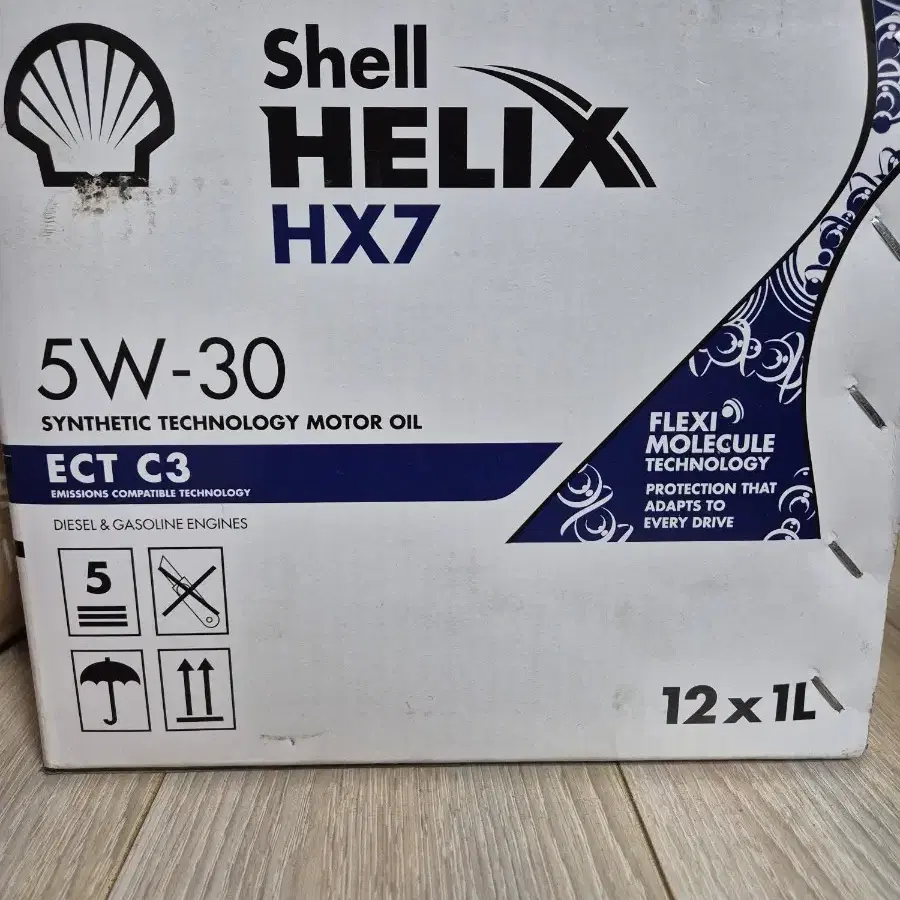 Shell
HELIX
HX7
5W-30
SYNTHETIC TECHNOLOGY MOTOR OIL
ECT C3
EMISSIONS COMPATIBLE TECHNOLOGY
DIESEL & GASOLINE ENGINES
FLEXI
MOLECULE
TECHNOLOGY
PROTECTION THAT
ADAPTS TO
EVERY DRIVE
5
12 x 1L